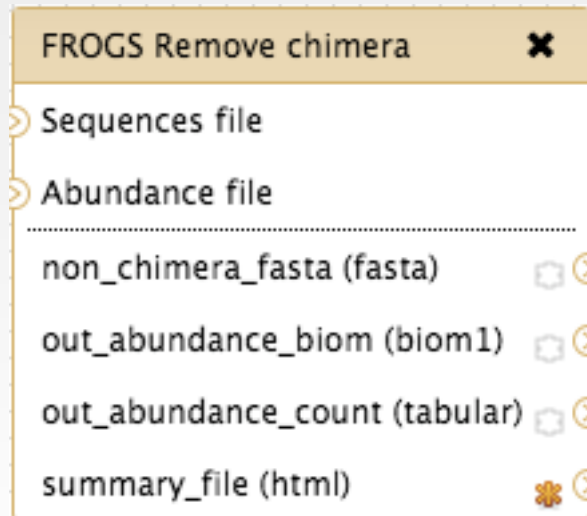 FROGS Remove chimera
Sequences file
Abundance file
non_chimera_fasta (fasta)
out_abundance_biom (biom1)
out_abundance_count (tabular)
summary_file (html)